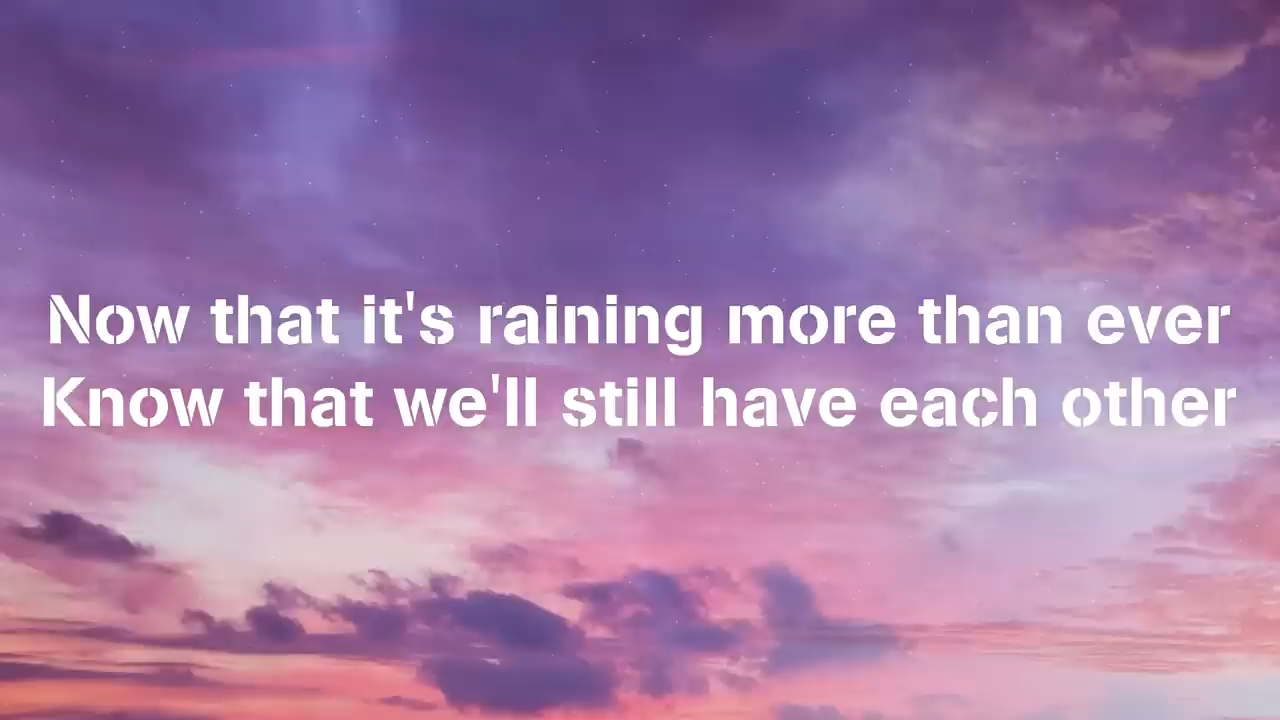 Now that it's raining more than ever
Know that we'll still have each other